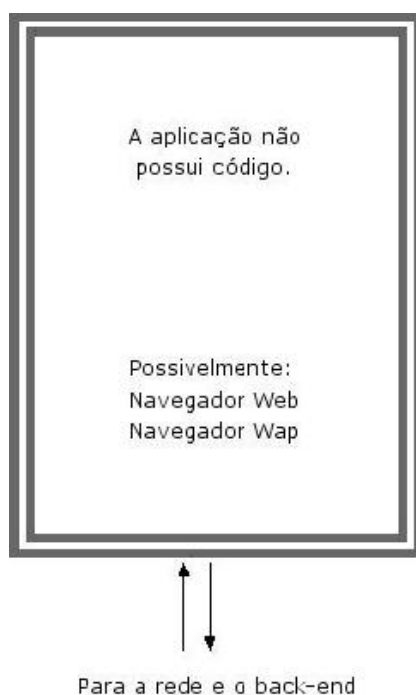 A aplicação não
possui código.
Possivelmente:
Navegador Web
Navegador Wap
Para a rede e o back-end